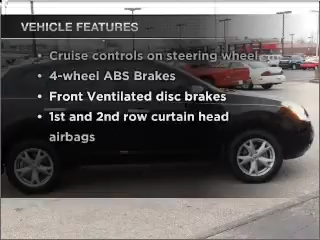 VEHICLE FEATURES
• Cruise controls on steering wheel
• 4-wheel ABS Brakes
• Front Ventilated disc brakes
• 1st and 2nd row curtain head
airbags